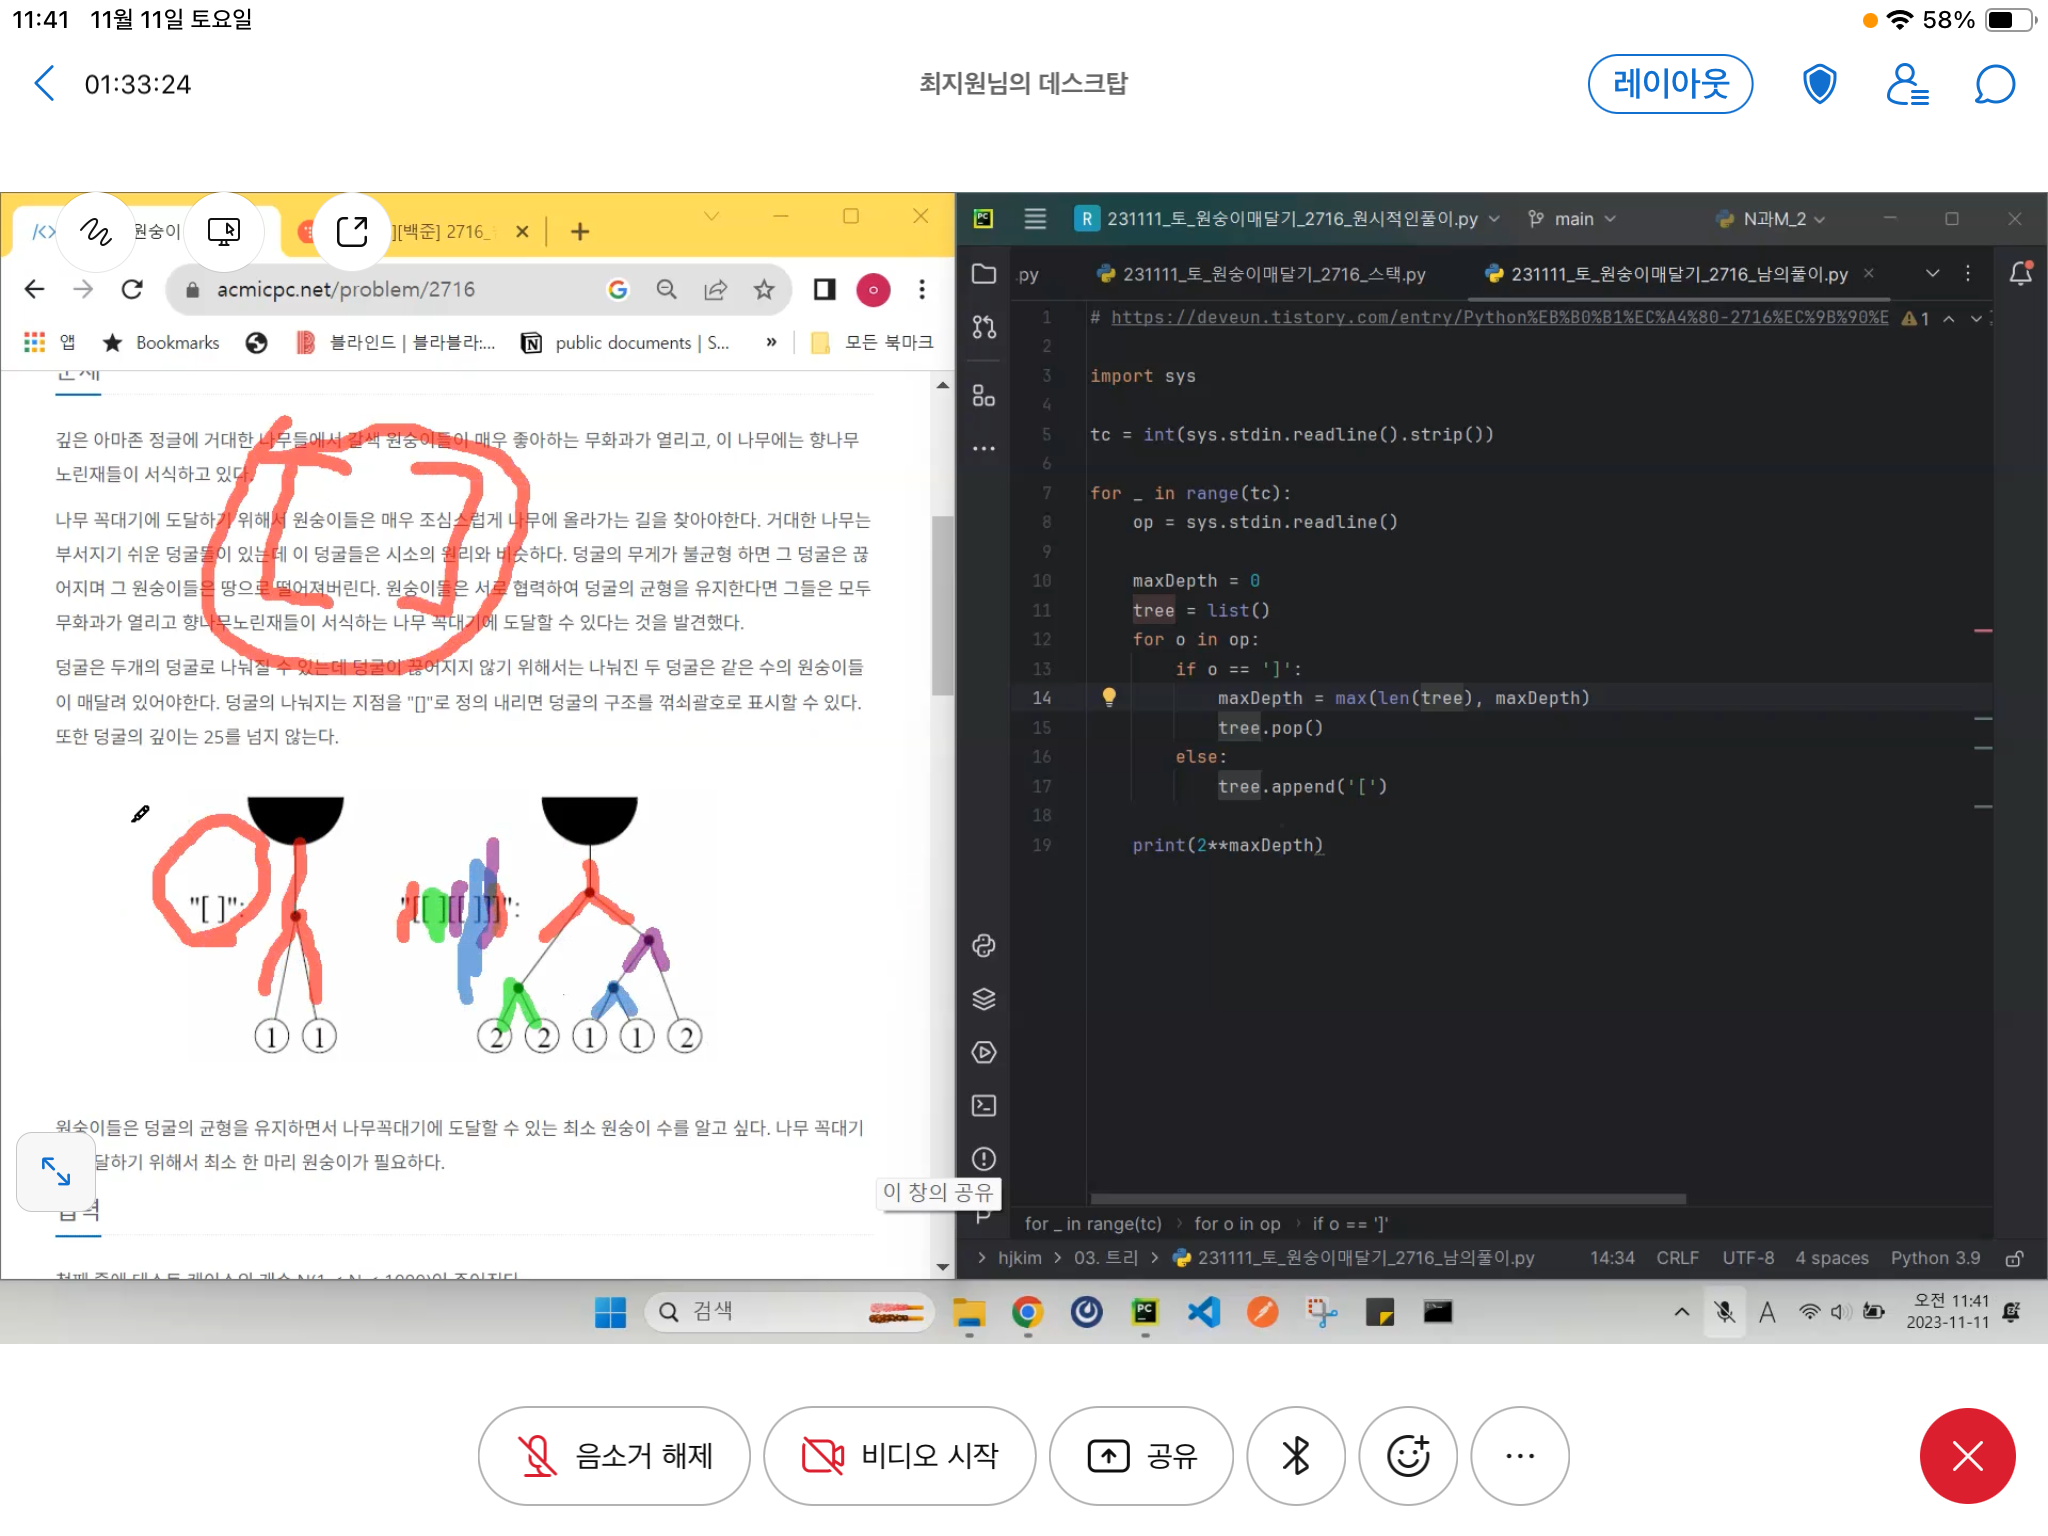 11:41 11월 11일 토요일
58%
01:33:24
최지원님의 데스크탑
레이아웃
원숭이
][백준] 2716_
acmicpc.net/problem/2716
앱
Bookmarks
블라인드 | 블라블라:...
public documents | S...
»
모든 북마크
문제
깊은 아마존 정글에 거대한 나무들에서 갈색 원숭이들이 매우 좋아하는 무화과가 열리고, 이 나무에는 향나무
노린재들이 서식하고 있다.
나무 꼭대기에 도달하기 위해서 원숭이들은 매우 조심스럽게 나무에 올라가는 길을 찾아야한다. 거대한 나무는
부서지기 쉬운 덩굴들이 있는데 이 덩굴들은 시소의 원리와 비슷하다. 덩굴의 무게가 불균형 하면 그 덩굴은 끊
어지며 그 원숭이들은 땅으로 떨어져버린다. 원숭이들은 서로 협력하여 덩굴의 균형을 유지한다면 그들은 모두
무화과가 열리고 향나무노린재들이 서식하는 나무 꼭대기에 도달할 수 있다는 것을 발견했다.
덩굴은 두개의 덩굴로 나눠질 수 있는데 덩굴이 끊어지지 않기 위해서는 나눠진 두 덩굴은 같은 수의 원숭이들
이 매달려 있어야한다. 덩굴의 나눠지는 지점을 "[]"로 정의 내리면 덩굴의 구조를 꺾쇠괄호로 표시할 수 있다.
또한 덩굴의 깊이는 25를 넘지 않는다.
[ ]
"[ ]":
"[[ ][[ ]]]":
1 1
2 2 1 1 2
원숭이들은 덩굴의 균형을 유지하면서 나무꼭대기에 도달할 수 있는 최소 원숭이 수를 알고 싶다. 나무 꼭대기
달하기 위해서 최소 한 마리 원숭이가 필요하다.
입력
첫째 줄에 테스트 케이스의 개수 N(1 ≤ N ≤ 1000)이 주어진다.
이 창의 공유
R 231111_토_원숭이매달기_2716_원시적인풀이.py
main
N과M_2
.py
231111_토_원숭이매달기_2716_스택.py
231111_토_원숭이매달기_2716_남의풀이.py
1 # https://deveun.tistory.com/entry/Python%EB%B0%B1%EC%A4%80-2716%EC%9B%90%E
1
2
3 import sys
4
5 tc = int(sys.stdin.readline().strip())
6
7 for _ in range(tc):
8 op = sys.stdin.readline()
9
10 maxDepth = 0
11 tree = list()
12 for o in op:
13 if o == ']':
14 maxDepth = max(len(tree), maxDepth)
15 tree.pop()
16 else:
17 tree.append('[')
18
19 print(2**maxDepth)
for _ in range(tc) › for o in op › if o == ']'
> hjkim > 03. 트리 > 231111_토_원숭이매달기_2716_남의풀이.py
14:34 CRLF UTF-8 4 spaces Python 3.9
검색
PC
A
오전 11:41
2023-11-11
음소거 해제
비디오 시작
공유